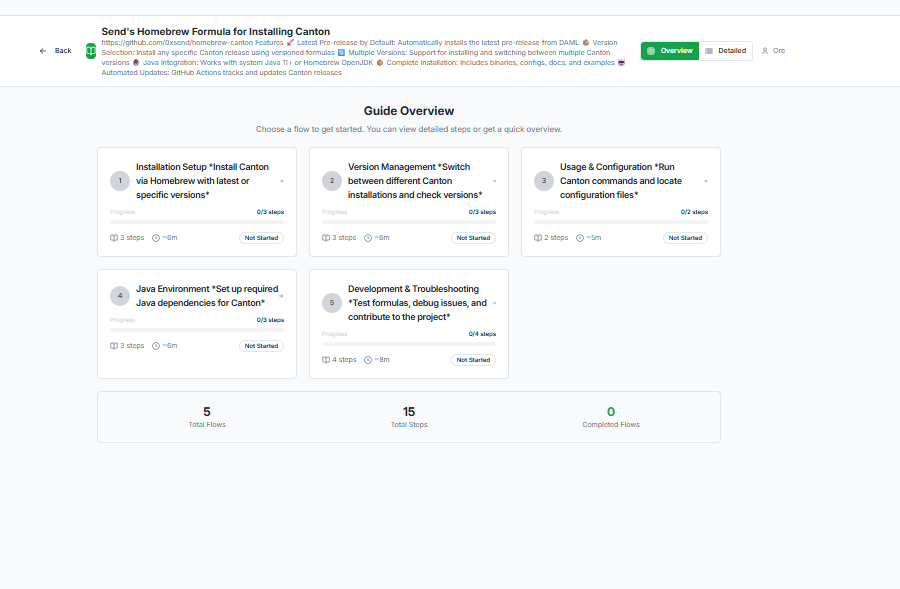 Back
Send's Homebrew Formula for Installing Canton
https://github.com/0xsend/homebrew-canton Features 🚀 Latest Pre-release by Default: Automatically installs the latest pre-release from DAML 📦 Version
Selection: Install any specific Canton release using versioned formulas 🔄 Multiple Versions: Support for installing and switching between multiple Canton
versions ☕ Java Integration: Works with system Java 11+ or Homebrew OpenJDK 📦 Complete Installation: Includes binaries, configs, docs, and examples 🤖
Automated Updates: GitHub Actions tracks and updates Canton releases
Overview
Detailed
Ore
Guide Overview
Choose a flow to get started. You can view detailed steps or get a quick overview.
1
Installation Setup *Install Canton
via Homebrew with latest or
specific versions*
Progress
0/3 steps
3 steps
~6m
Not Started
2
Version Management *Switch
between different Canton
installations and check versions*
Progress
0/3 steps
3 steps
~6m
Not Started
3
Usage & Configuration *Run
Canton commands and locate
configuration files*
Progress
0/2 steps
2 steps
~5m
Not Started
4
Java Environment *Set up required
Java dependencies for Canton*
Progress
0/3 steps
3 steps
~6m
Not Started
5
Development & Troubleshooting
*Test formulas, debug issues, and
contribute to the project*
Progress
0/4 steps
4 steps
~8m
Not Started
5
Total Flows
15
Total Steps
0
Completed Flows